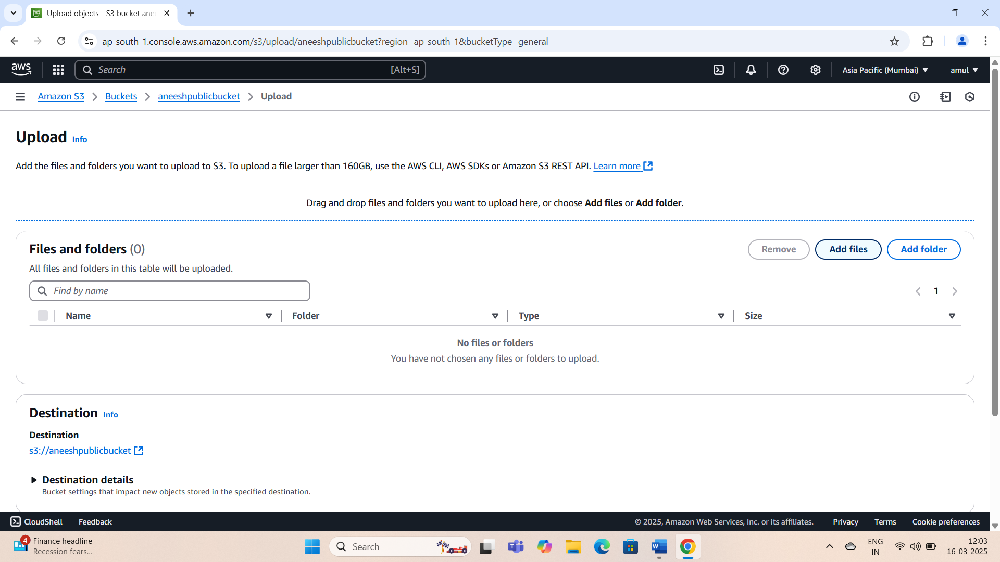 Upload objects - S3 bucket ane
ap-south-1.console.aws.amazon.com/s3/upload/aneeshpublicbucket?region=ap-south-1&bucketType=general
aws
Search [Alt+S]
Asia Pacific (Mumbai)
amul
Amazon S3 > Buckets > aneeshpublicbucket > Upload
Upload Info
Add the files and folders you want to upload to S3. To upload a file larger than 160GB, use the AWS CLI, AWS SDKs or Amazon S3 REST API. Learn more
Drag and drop files and folders you want to upload here, or choose Add files or Add folder.
Files and folders (0)
Remove
Add files
Add folder
All files and folders in this table will be uploaded.
Find by name
1
Name
Folder
Type
Size
No files or folders
You have not chosen any files or folders to upload.
Destination Info
Destination
s3://aneeshpublicbucket
Destination details
Bucket settings that impact new objects stored in the specified destination.
CloudShell
Feedback
© 2025, Amazon Web Services, Inc. or its affiliates.
Privacy
Terms
Cookie preferences
4
Finance headline
Recession fears...
Search
ENG
IN
12:03
16-03-2025